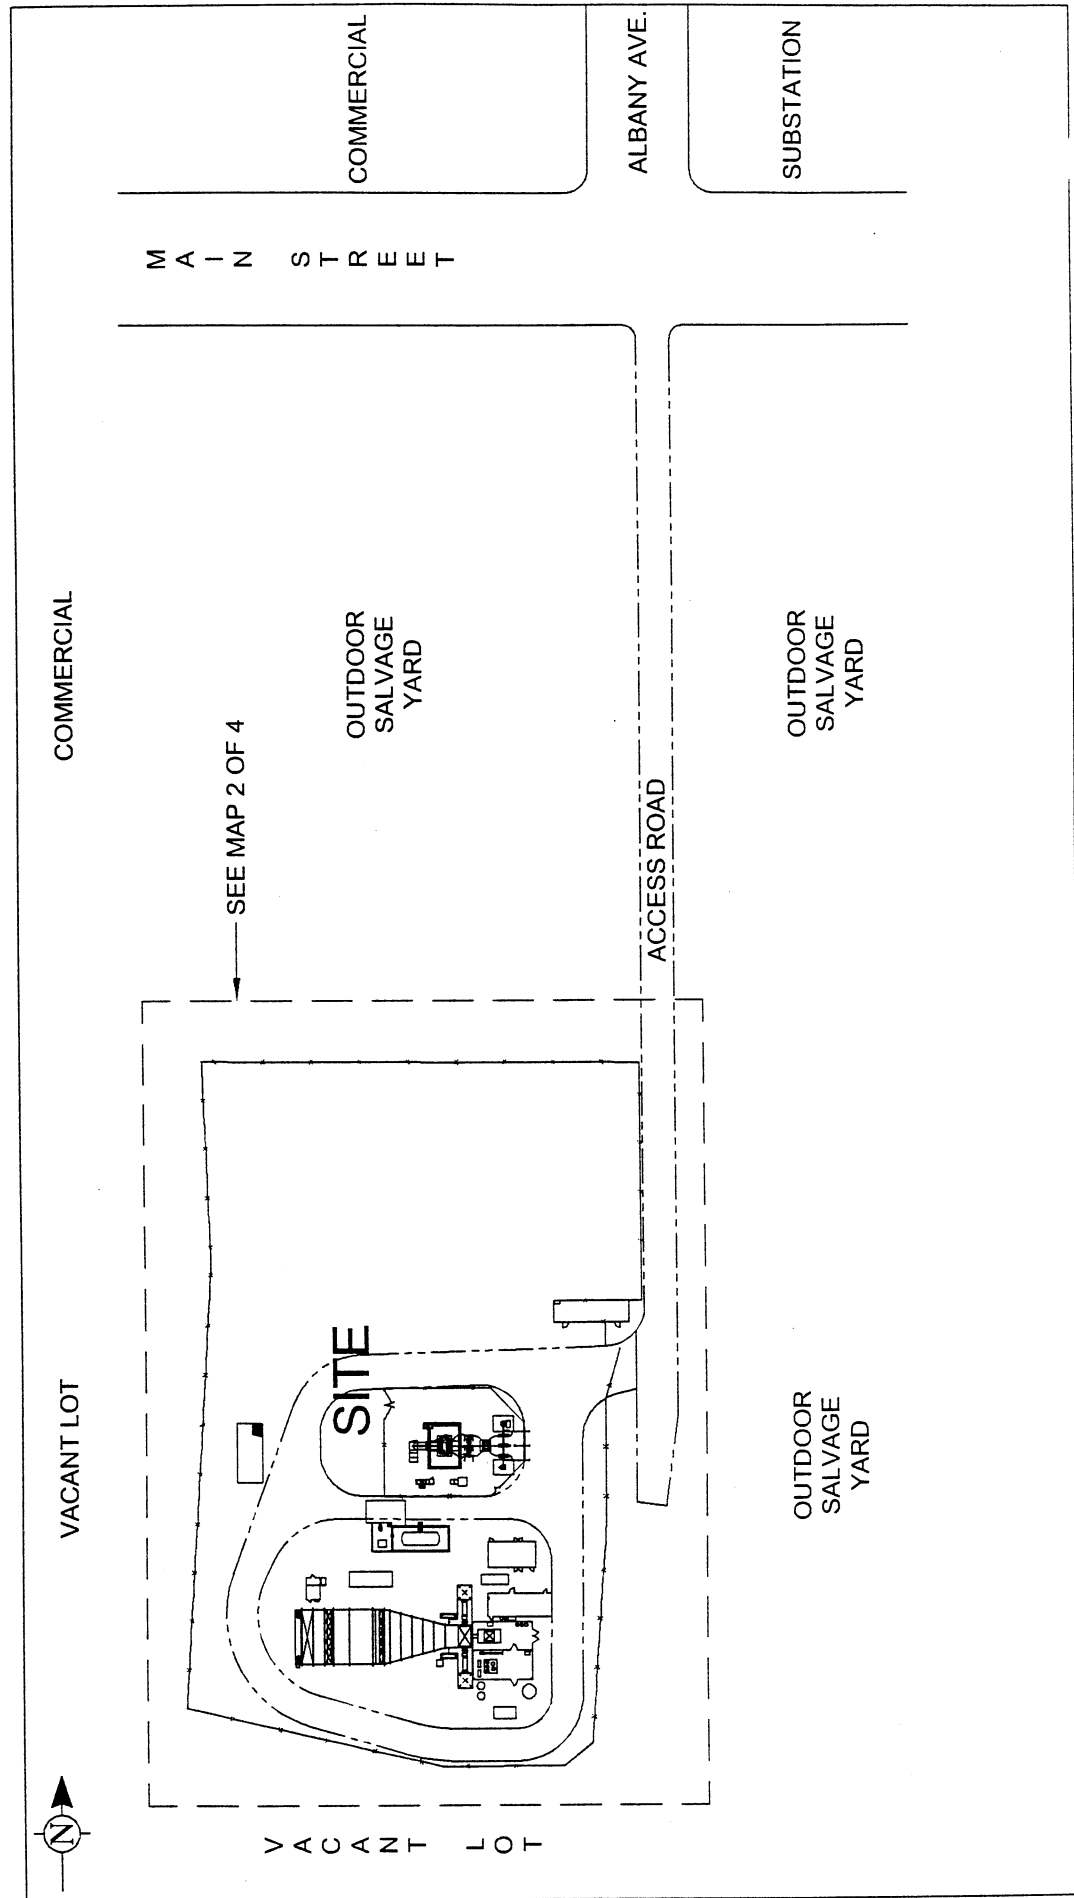 COMMERCIAL
ALBANY AVE.
SUBSTATION
MAIN STREET
COMMERCIAL
OUTDOOR
SALVAGE
YARD
OUTDOOR
SALVAGE
YARD
SEE MAP 2 OF 4
ACCESS ROAD
VACANT LOT
SITE
OUTDOOR
SALVAGE
YARD
N
VACANT LOT